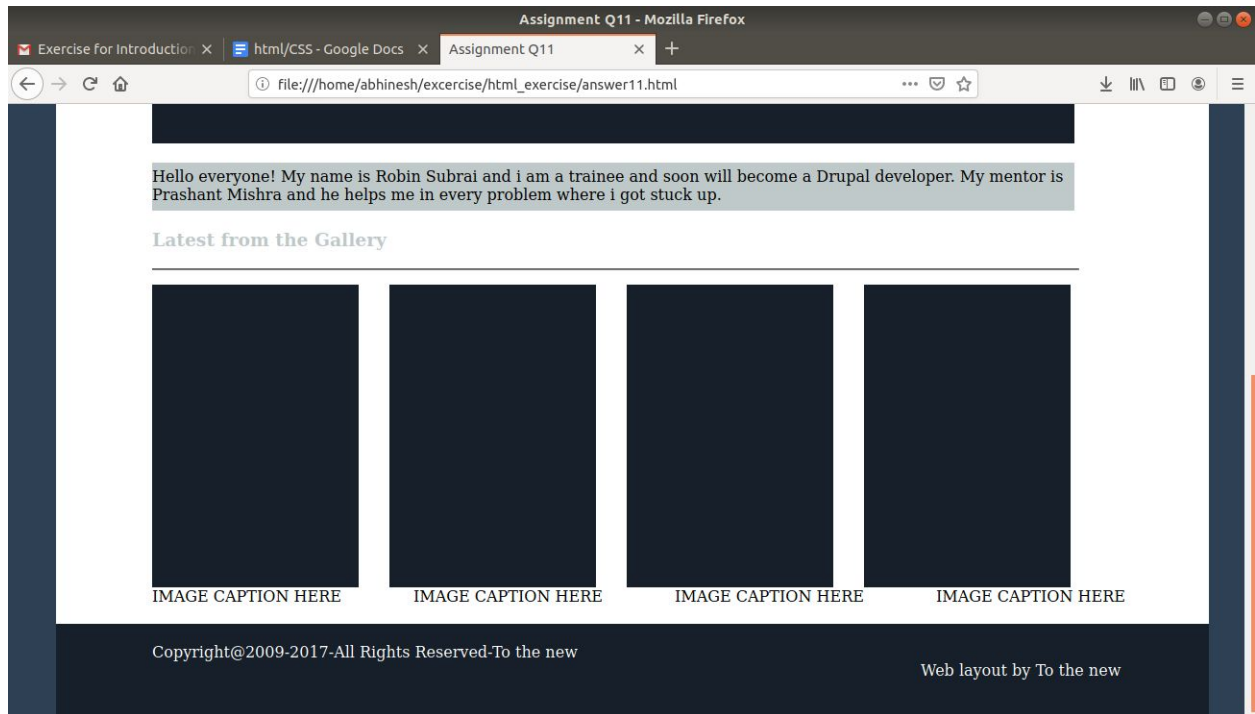 Assignment Q11 - Mozilla Firefox
Exercise for Introduction
html/CSS - Google Docs
Assignment Q11
file:///home/abhinesh/excercise/html_exercise/answer11.html
Hello everyone! My name is Robin Subrai and i am a trainee and soon will become a Drupal developer. My mentor is
Prashant Mishra and he helps me in every problem where i got stuck up.
Latest from the Gallery
IMAGE CAPTION HERE
IMAGE CAPTION HERE
IMAGE CAPTION HERE
IMAGE CAPTION HERE
Copyright@2009-2017-All Rights Reserved-To the new
Web layout by To the new